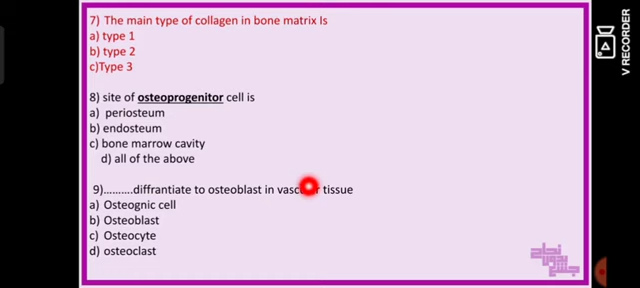 7) The main type of collagen in bone matrix Is
a) type 1
b) type 2
c)Type 3
8) site of osteoprogenitor cell is
a) periosteum
b) endosteum
c) bone marrow cavity
d) all of the above
9)..........diffrantiate to osteoblast in tissue
a) Osteognic cell
b) Osteoblast
c) Osteocyte
d) osteoclast
V RECORDER